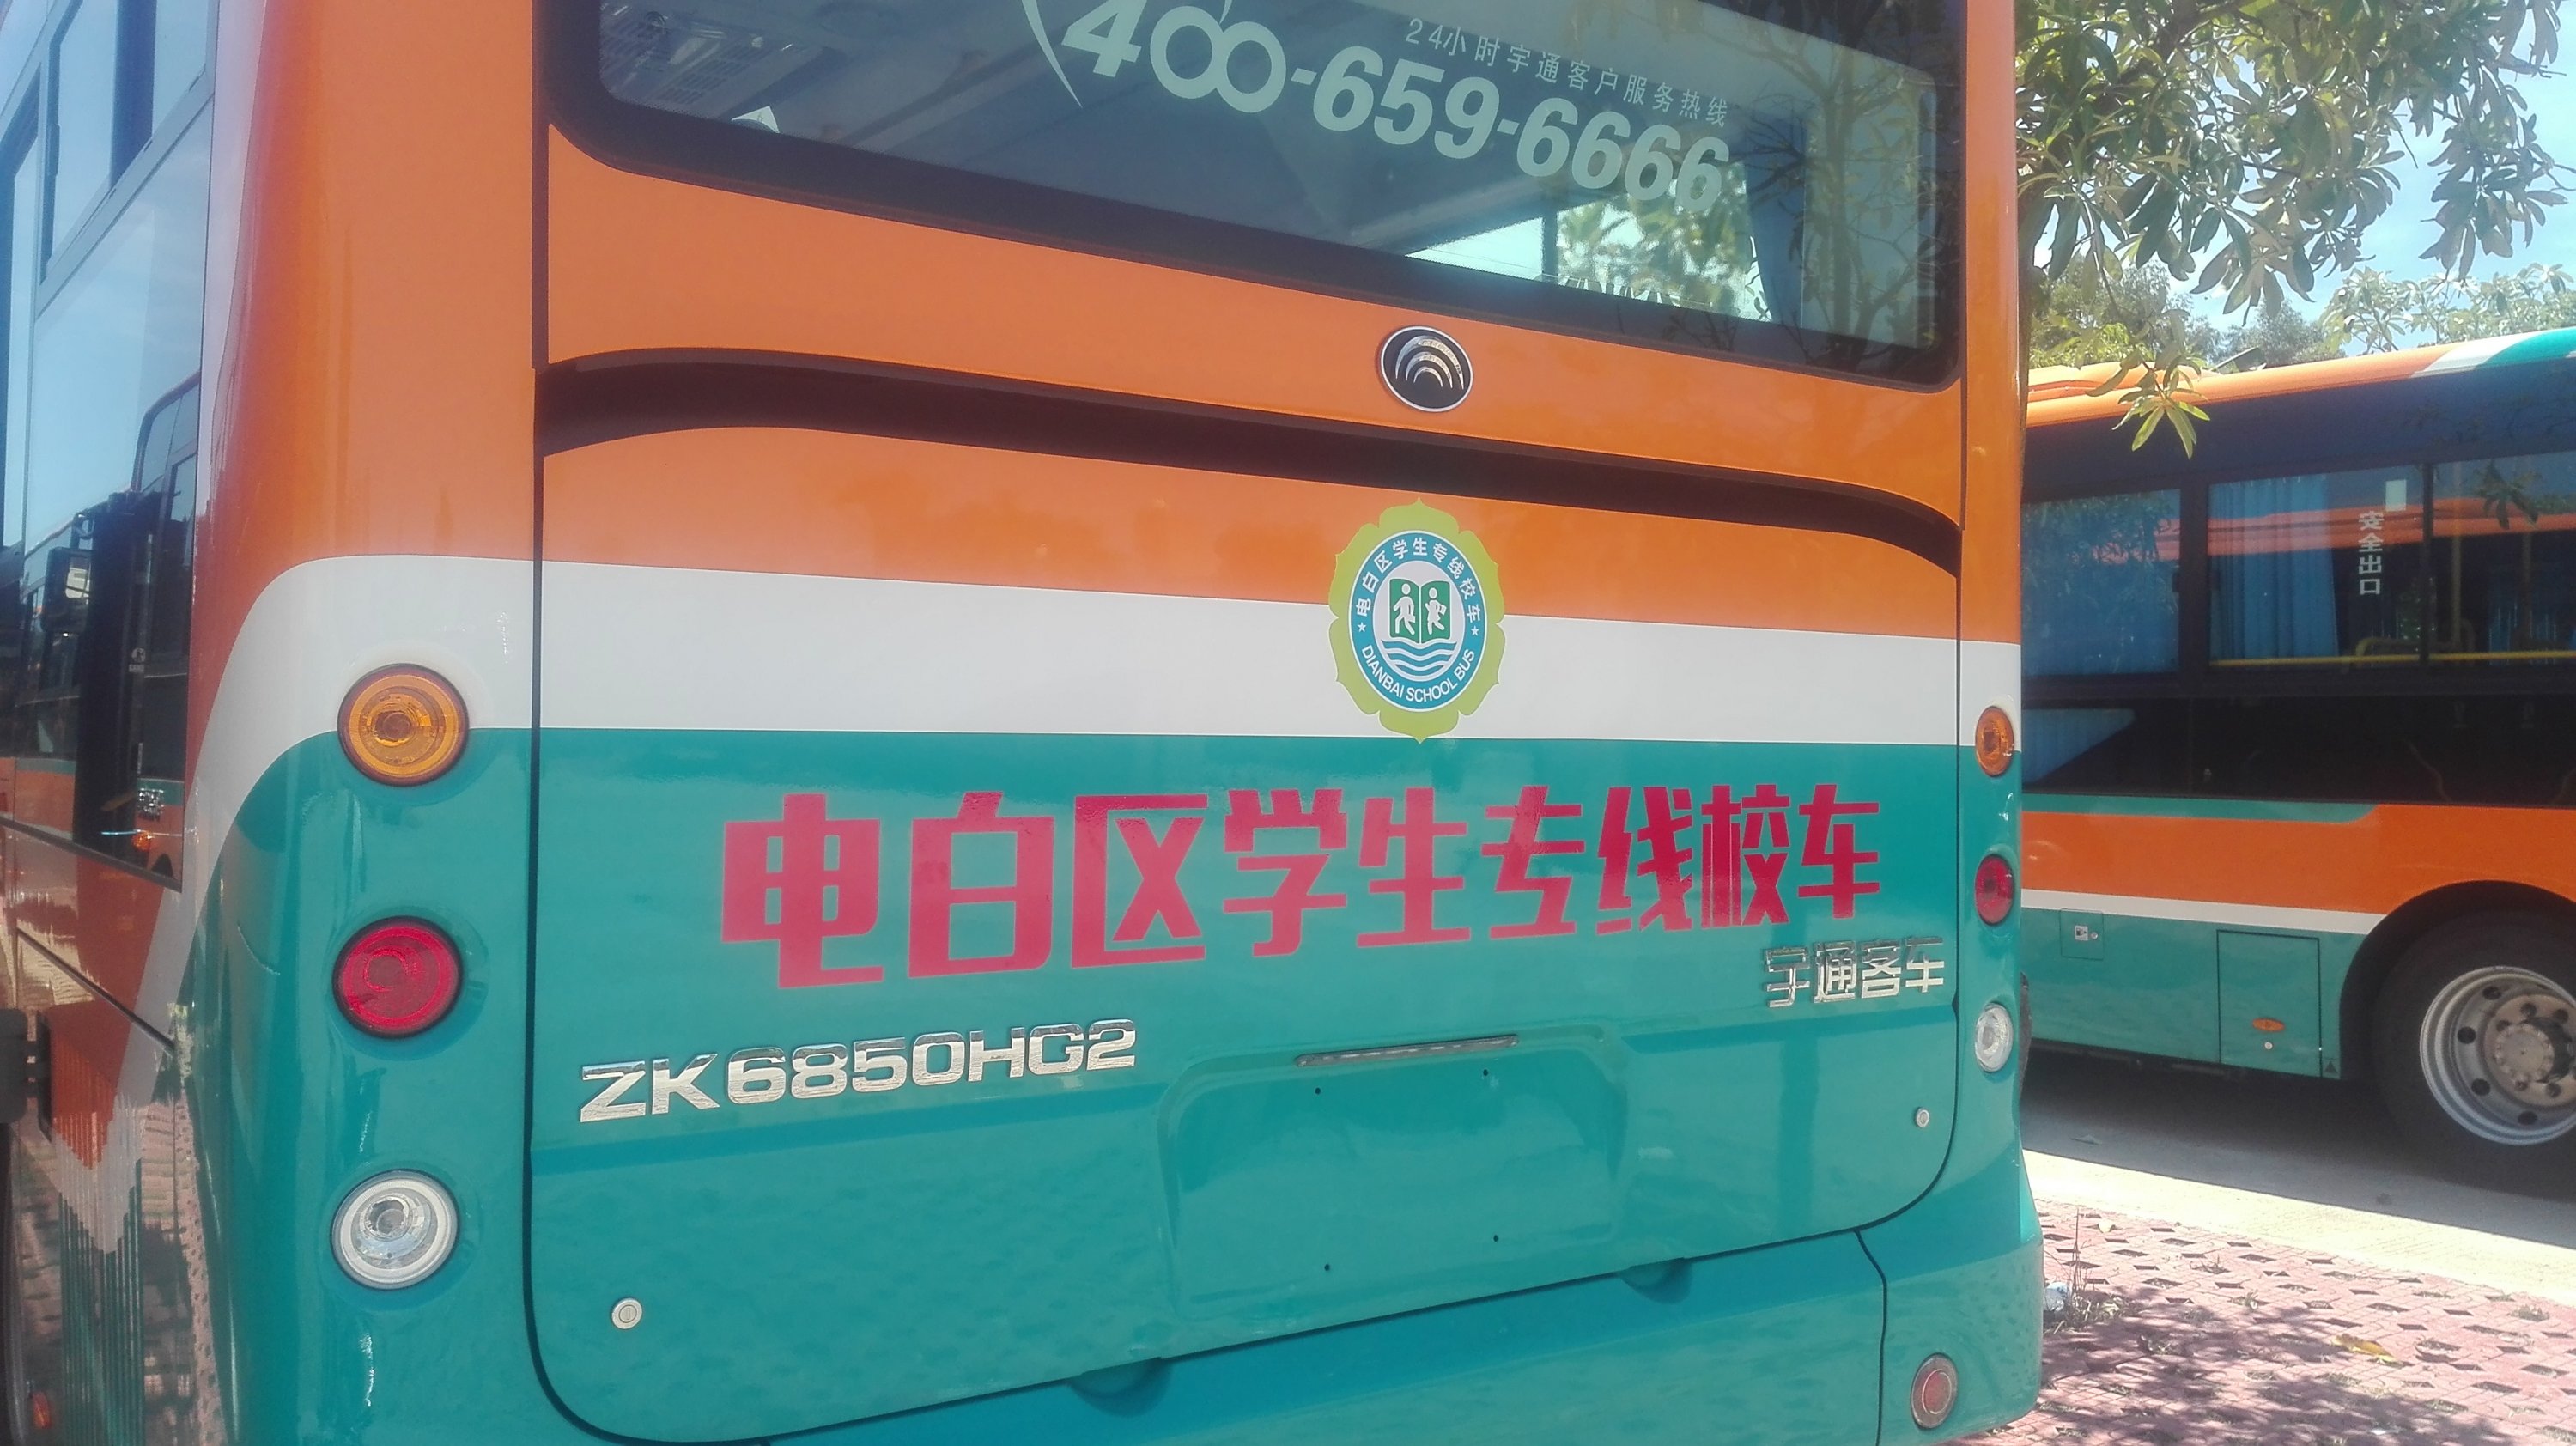 24小时宇通客户服务热线
400-659-6666
电白区学生专线校车
DIANBAI SCHOOL BUS
安全出口
电白区学生专线校车
宇通客车
ZK6850HG2